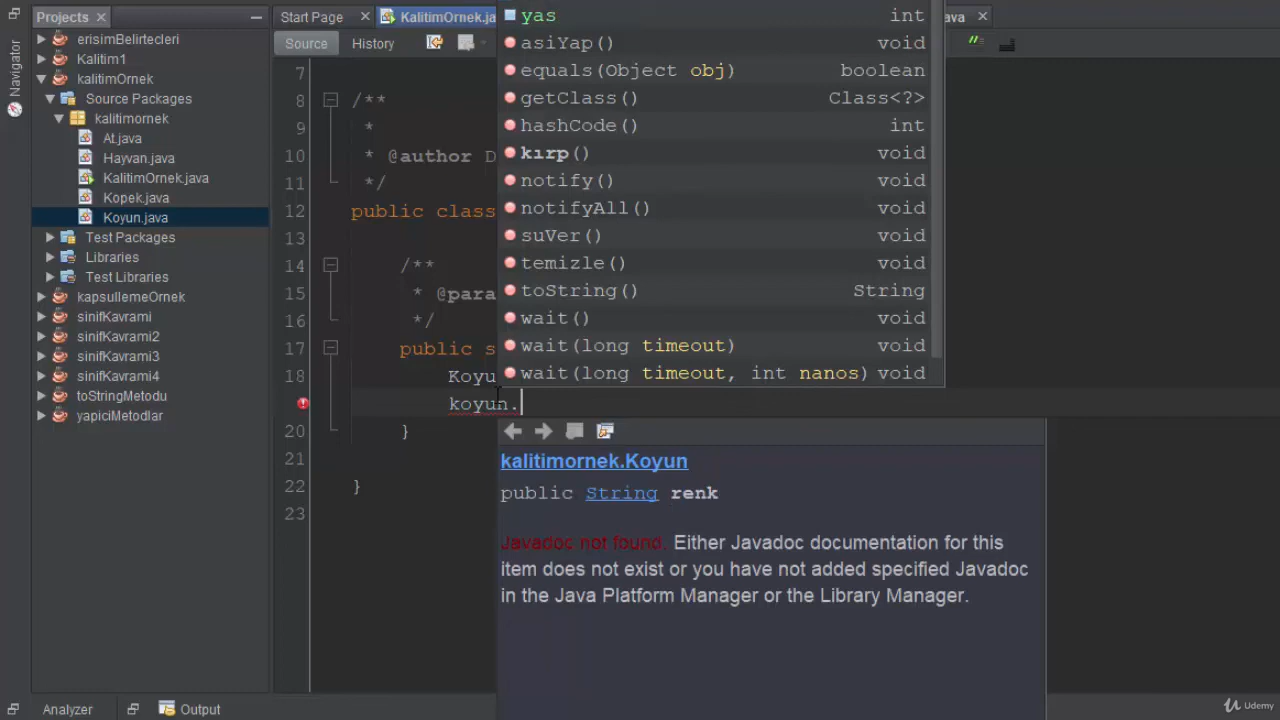 Projects
Start Page
KalitimOrnek.ja
ava
Navigator
erisimBelirtecleri
Kalitim1
kalitimOrnek
Source Packages
kalitimornek
At.java
Hayvan.java
KalitimOrnek.java
Kopek.java
Koyun.java
Test Packages
Libraries
Test Libraries
kapsullemeOrnek
sinifKavrami
sinifKavrami2
sinifKavrami3
sinifKavrami4
toStringMetodu
yapiciMetodlar
Source History
7
8 /**
9 *
10 * @author D
11 */
12 public class
13
14 /**
15 * @para
16 */
17 public s
18 Koyu
koyun.
20 }
21
22 }
23
yas int
asiYap() void
equals(Object obj) boolean
getClass() Class<?>
hashCode() int
kırp() void
notify() void
notifyAll() void
suVer() void
temizle() void
toString() String
wait() void
wait(long timeout) void
wait(long timeout, int nanos) void
kalitimornek.Koyun
public String renk
Javadoc not found. Either Javadoc documentation for this
item does not exist or you have not added specified Javadoc
in the Java Platform Manager or the Library Manager.
Analyzer
Output
Udemy